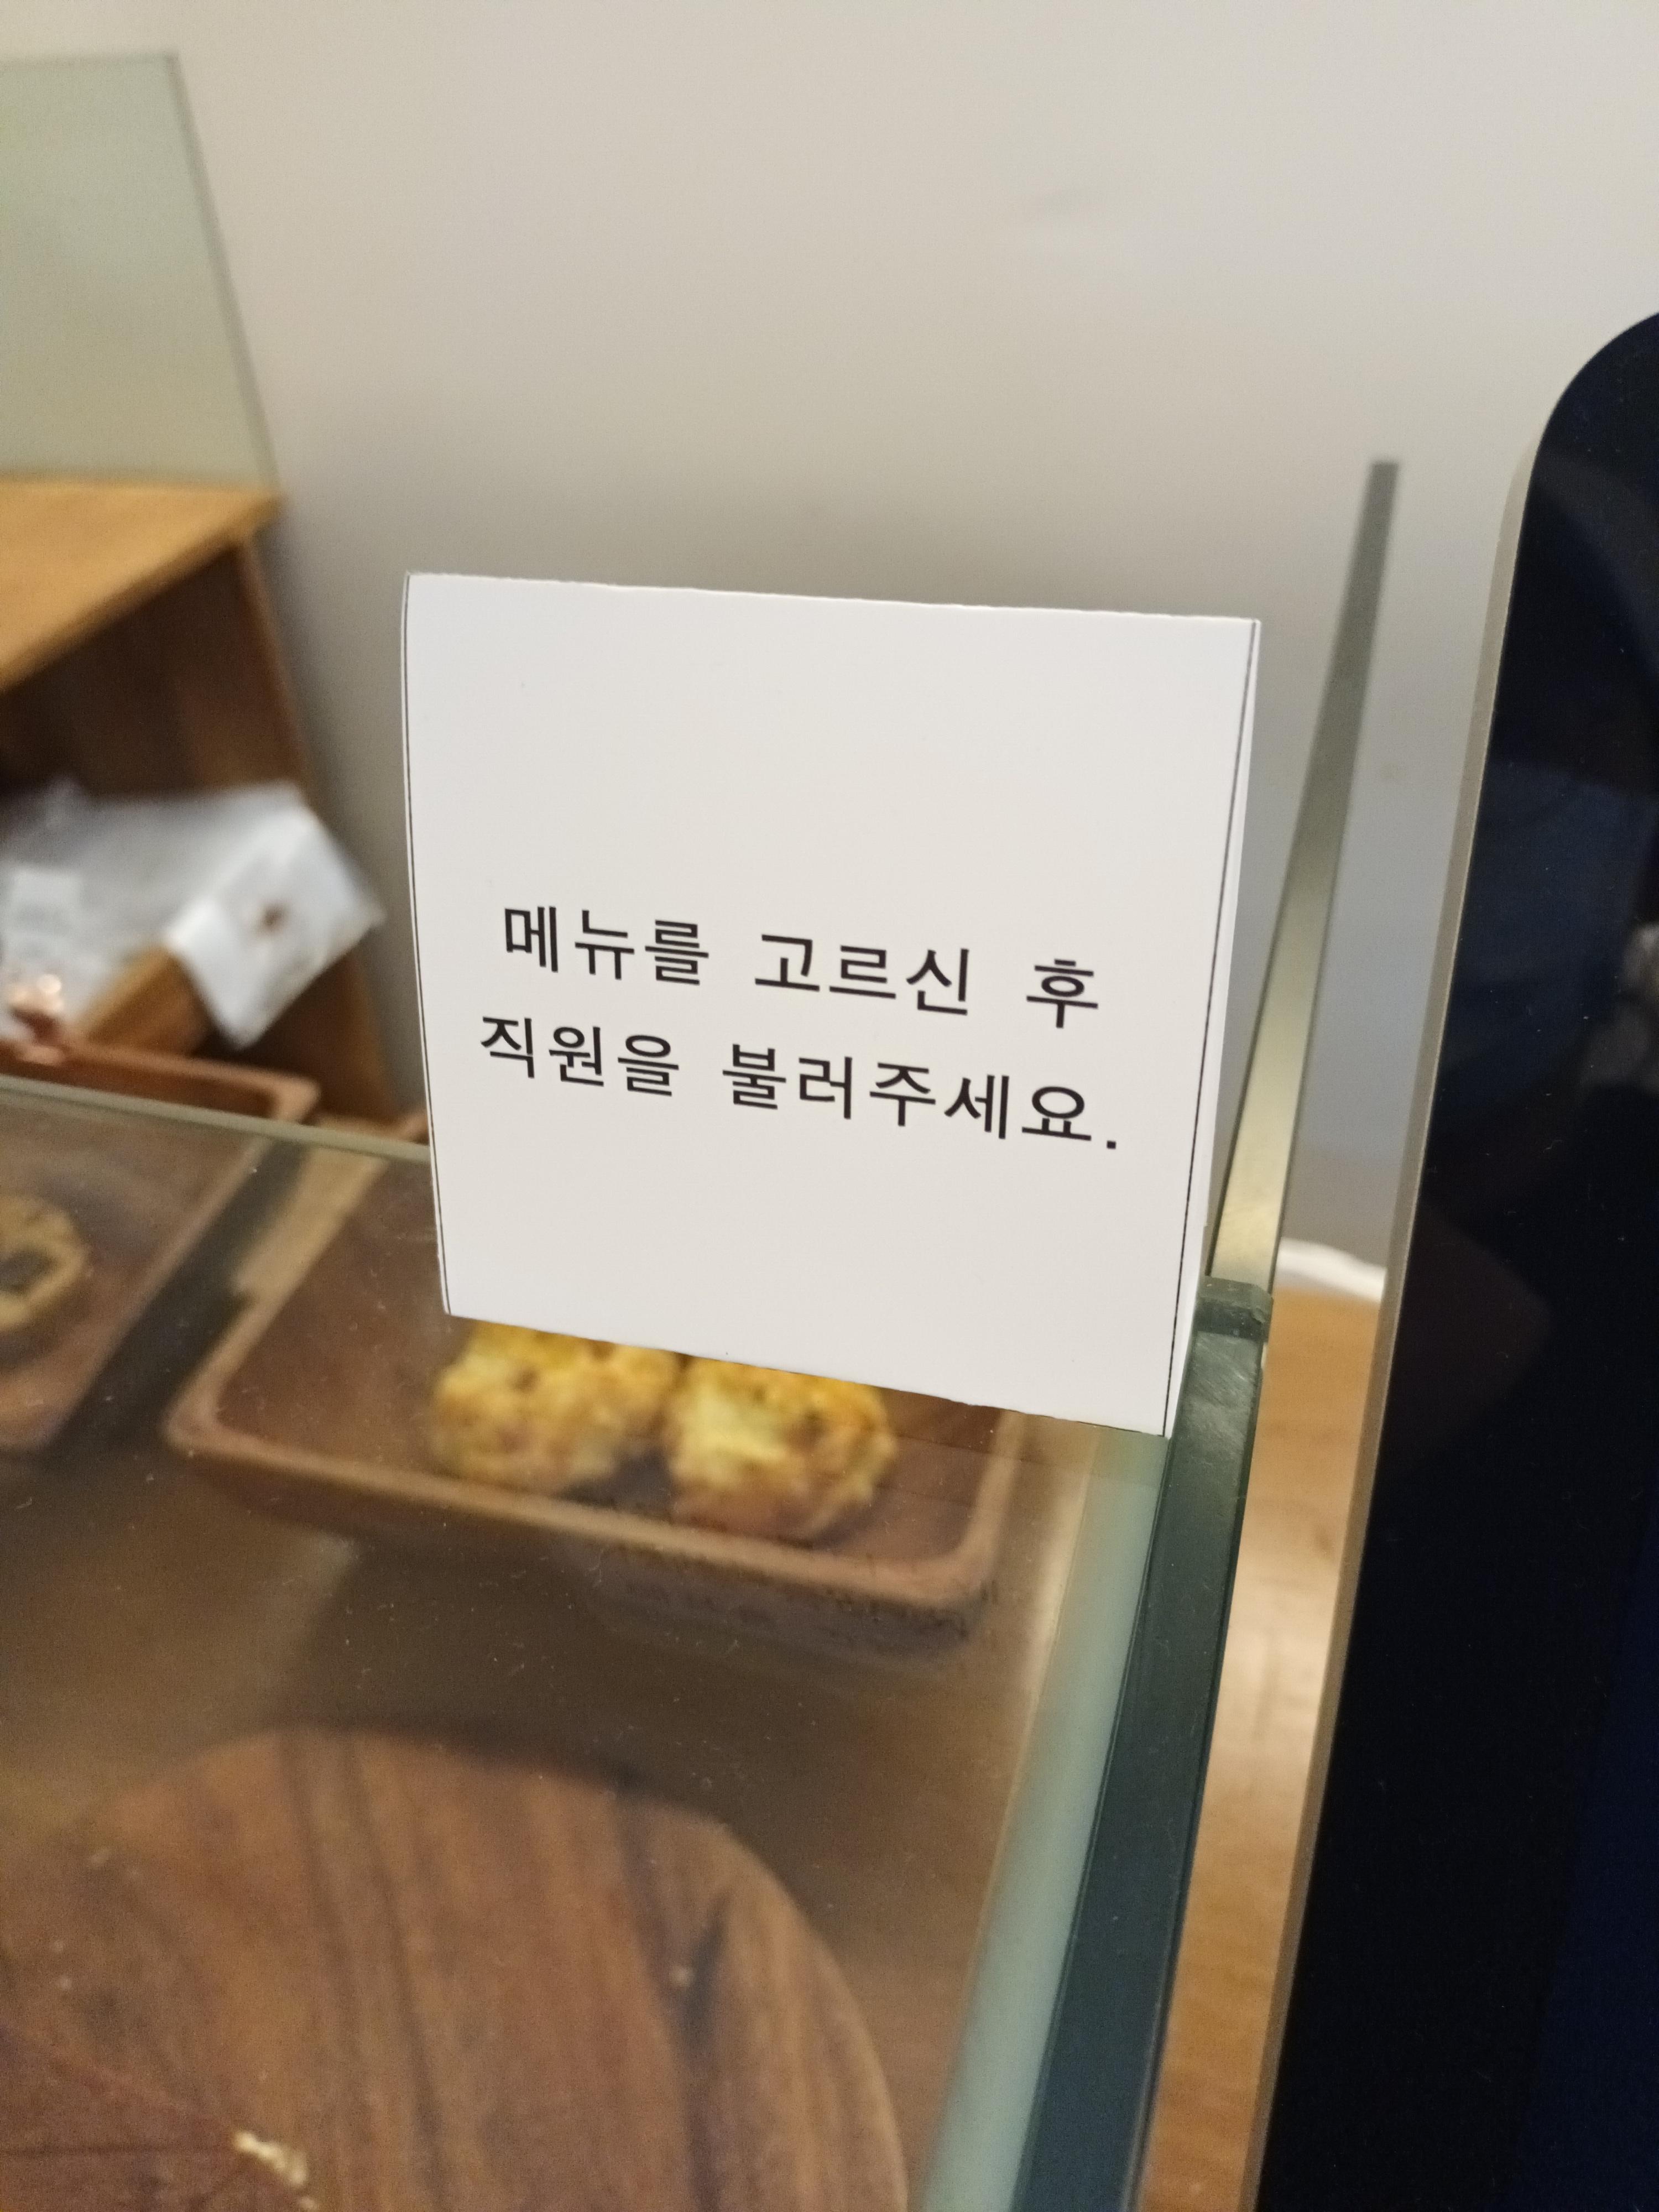 메뉴를 고르신 후
직원을 불러주세요.